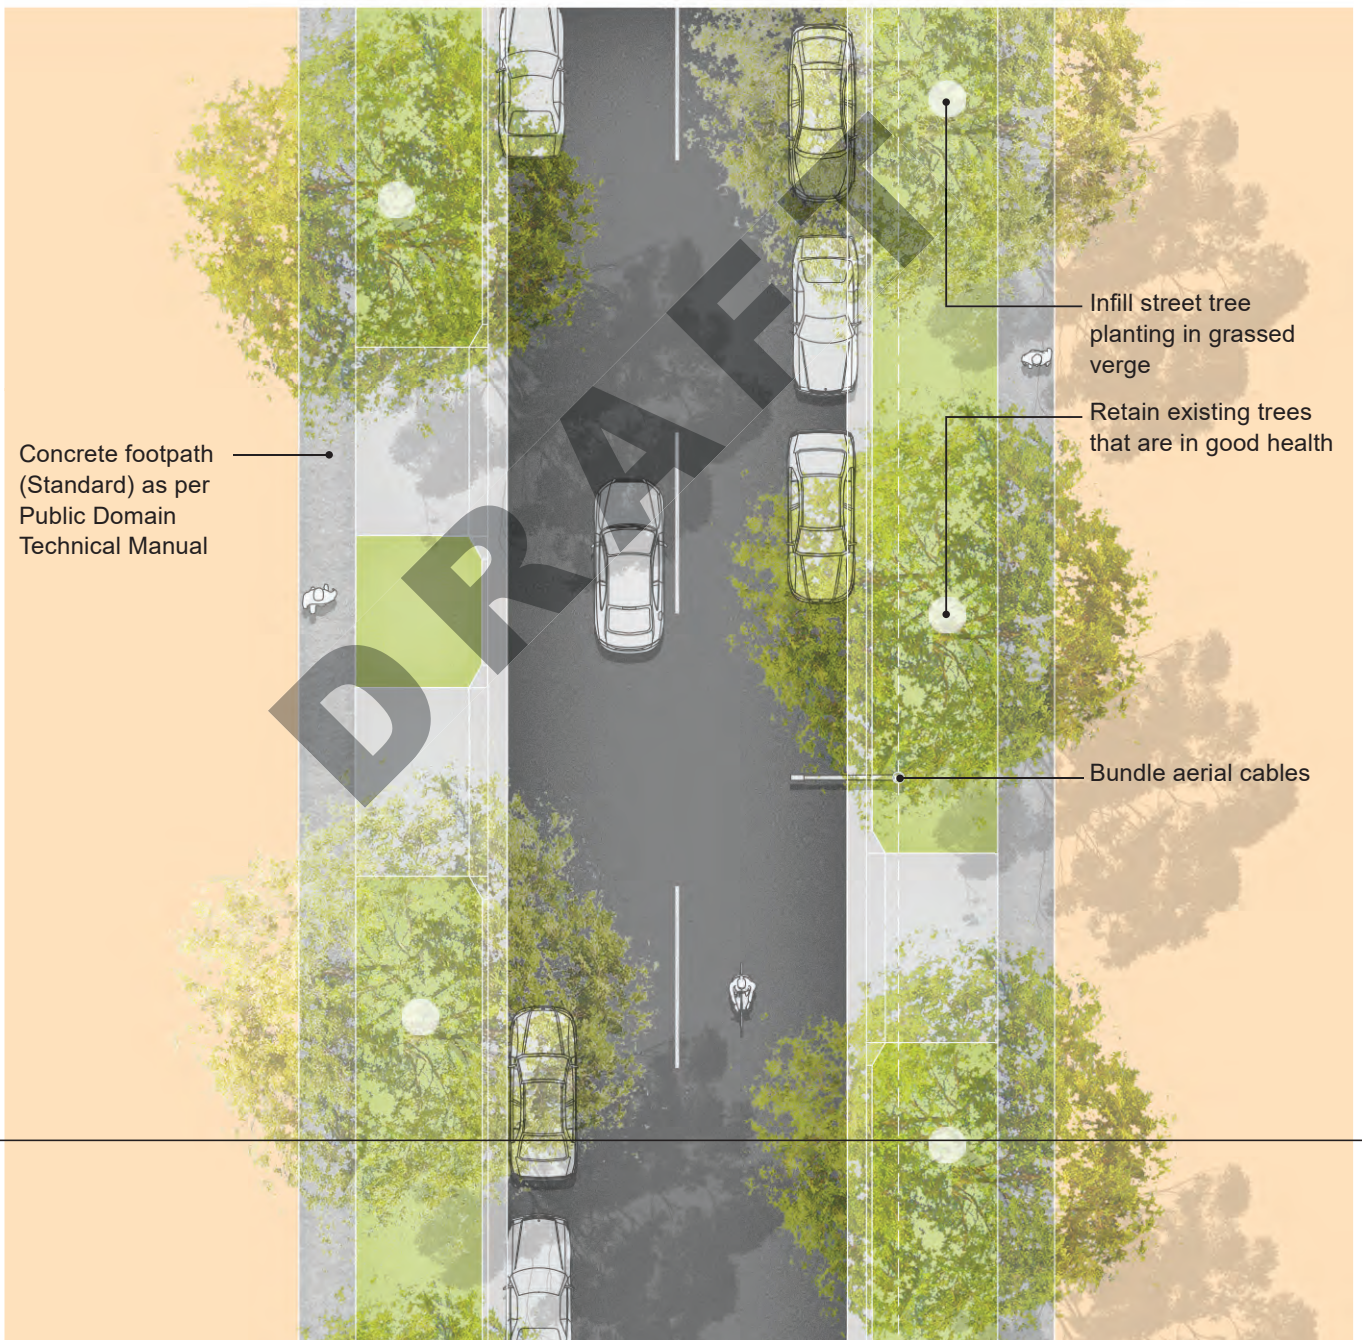 DRAFT
Infill street tree
planting in grassed
verge
Retain existing trees
that are in good health
Concrete footpath
(Standard) as per
Public Domain
Technical Manual
Bundle aerial cables